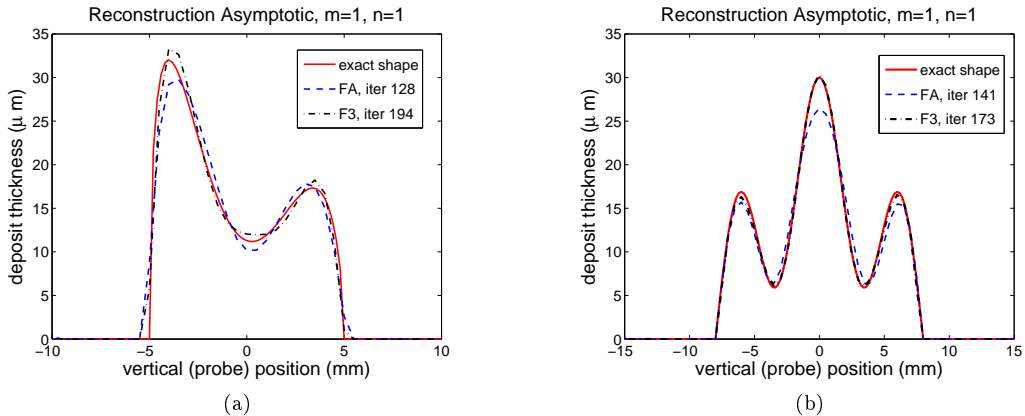 Reconstruction Asymptotic, m=1, n=1
35
30
25
20
15
10
5
0
deposit thickness (μ m)
exact shape
FA, iter 128
F3, iter 194
−10
−5
0
5
10
vertical (probe) position (mm)
(a)
Reconstruction Asymptotic, m=1, n=1
35
30
25
20
15
10
5
0
deposit thickness (μ m)
exact shape
FA, iter 141
F3, iter 173
−15
−10
−5
0
5
10
15
vertical (probe) position (mm)
(b)